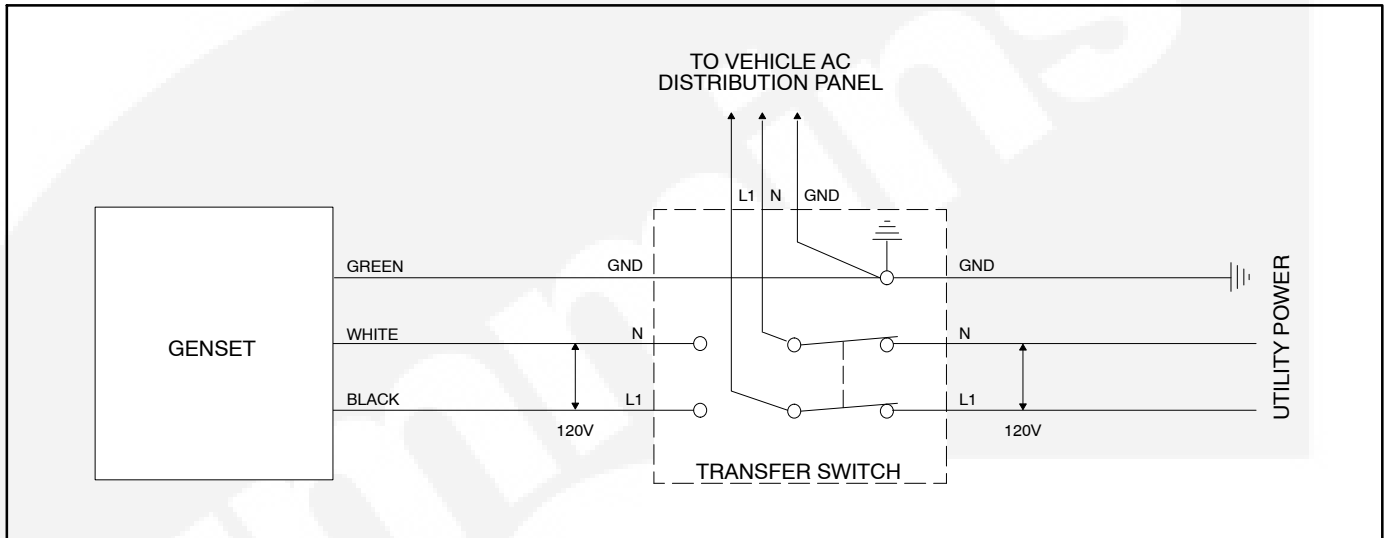 TO VEHICLE AC
DISTRIBUTION PANEL
L1 N GND
GREEN GND GND
GENSET
WHITE N N
BLACK L1 L1
120V 120V
UTILITY POWER
TRANSFER SWITCH